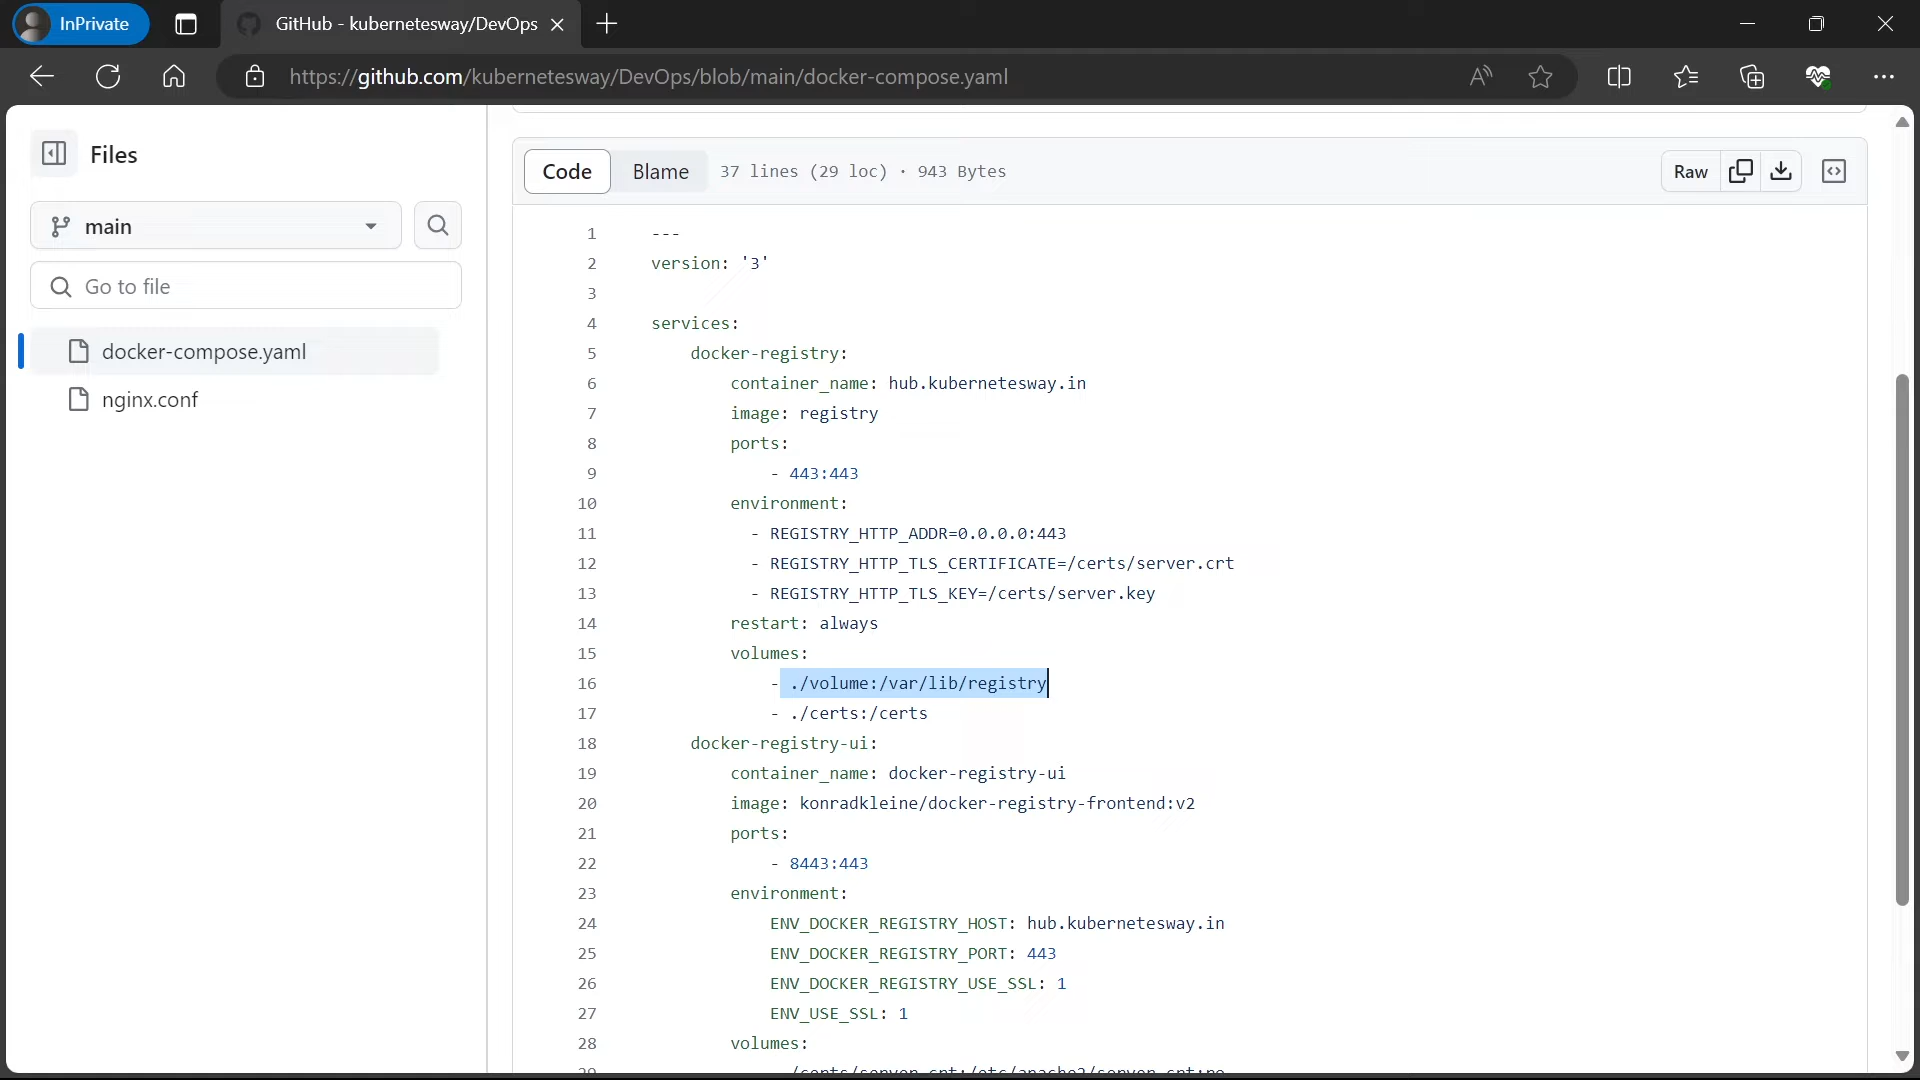 InPrivate
GitHub - kubernetesway/DevOps
https://github.com/kubernetesway/DevOps/blob/main/docker-compose.yaml
Files
main
Go to file
docker-compose.yaml
nginx.conf
Code Blame 37 lines (29 loc) · 943 Bytes Raw
1 ---
2 version: '3'
3
4 services:
5 docker-registry:
6 container_name: hub.kubernetesway.in
7 image: registry
8 ports:
9 - 443:443
10 environment:
11 - REGISTRY_HTTP_ADDR=0.0.0.0:443
12 - REGISTRY_HTTP_TLS_CERTIFICATE=/certs/server.crt
13 - REGISTRY_HTTP_TLS_KEY=/certs/server.key
14 restart: always
15 volumes:
16 - ./volume:/var/lib/registry
17 - ./certs:/certs
18 docker-registry-ui:
19 container_name: docker-registry-ui
20 image: konradkleine/docker-registry-frontend:v2
21 ports:
22 - 8443:443
23 environment:
24 ENV_DOCKER_REGISTRY_HOST: hub.kubernetesway.in
25 ENV_DOCKER_REGISTRY_PORT: 443
26 ENV_DOCKER_REGISTRY_USE_SSL: 1
27 ENV_USE_SSL: 1
28 volumes: